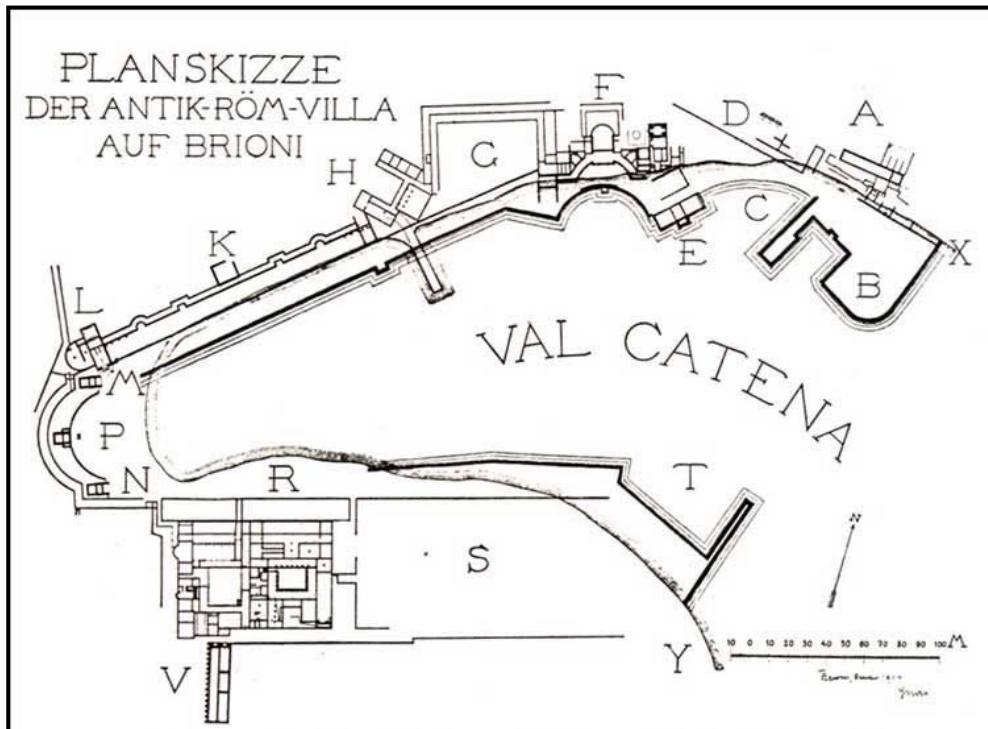 PLANSKIZZE
DER ANTIK-RÖM-VILLA
AUF BRIONI
F
D
A
G
10
H
C
K
E
B
X
L
VAL CATENA
M
P
T
N
R
N
S
10 0 10 20 30 40 50 60 70 80 90 100 M
V
Y